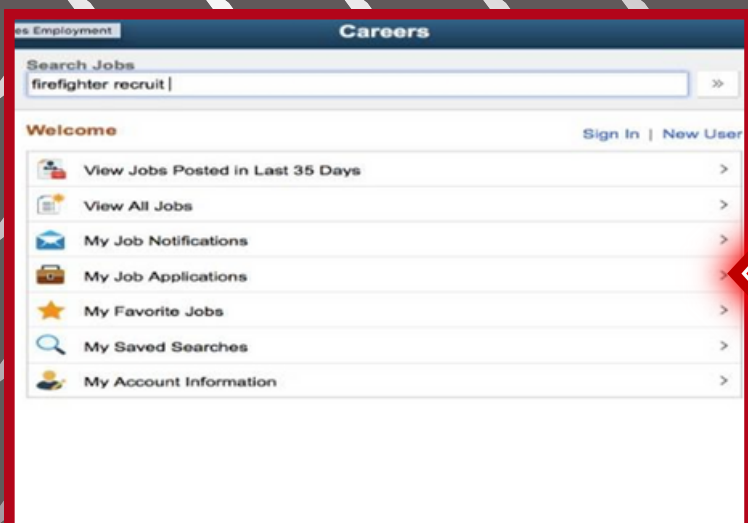 es Employment
Careers
Search Jobs
firefighter recruit
»
Welcome
Sign In | New User
View Jobs Posted in Last 35 Days
View All Jobs
My Job Notifications
My Job Applications
My Favorite Jobs
My Saved Searches
My Account Information